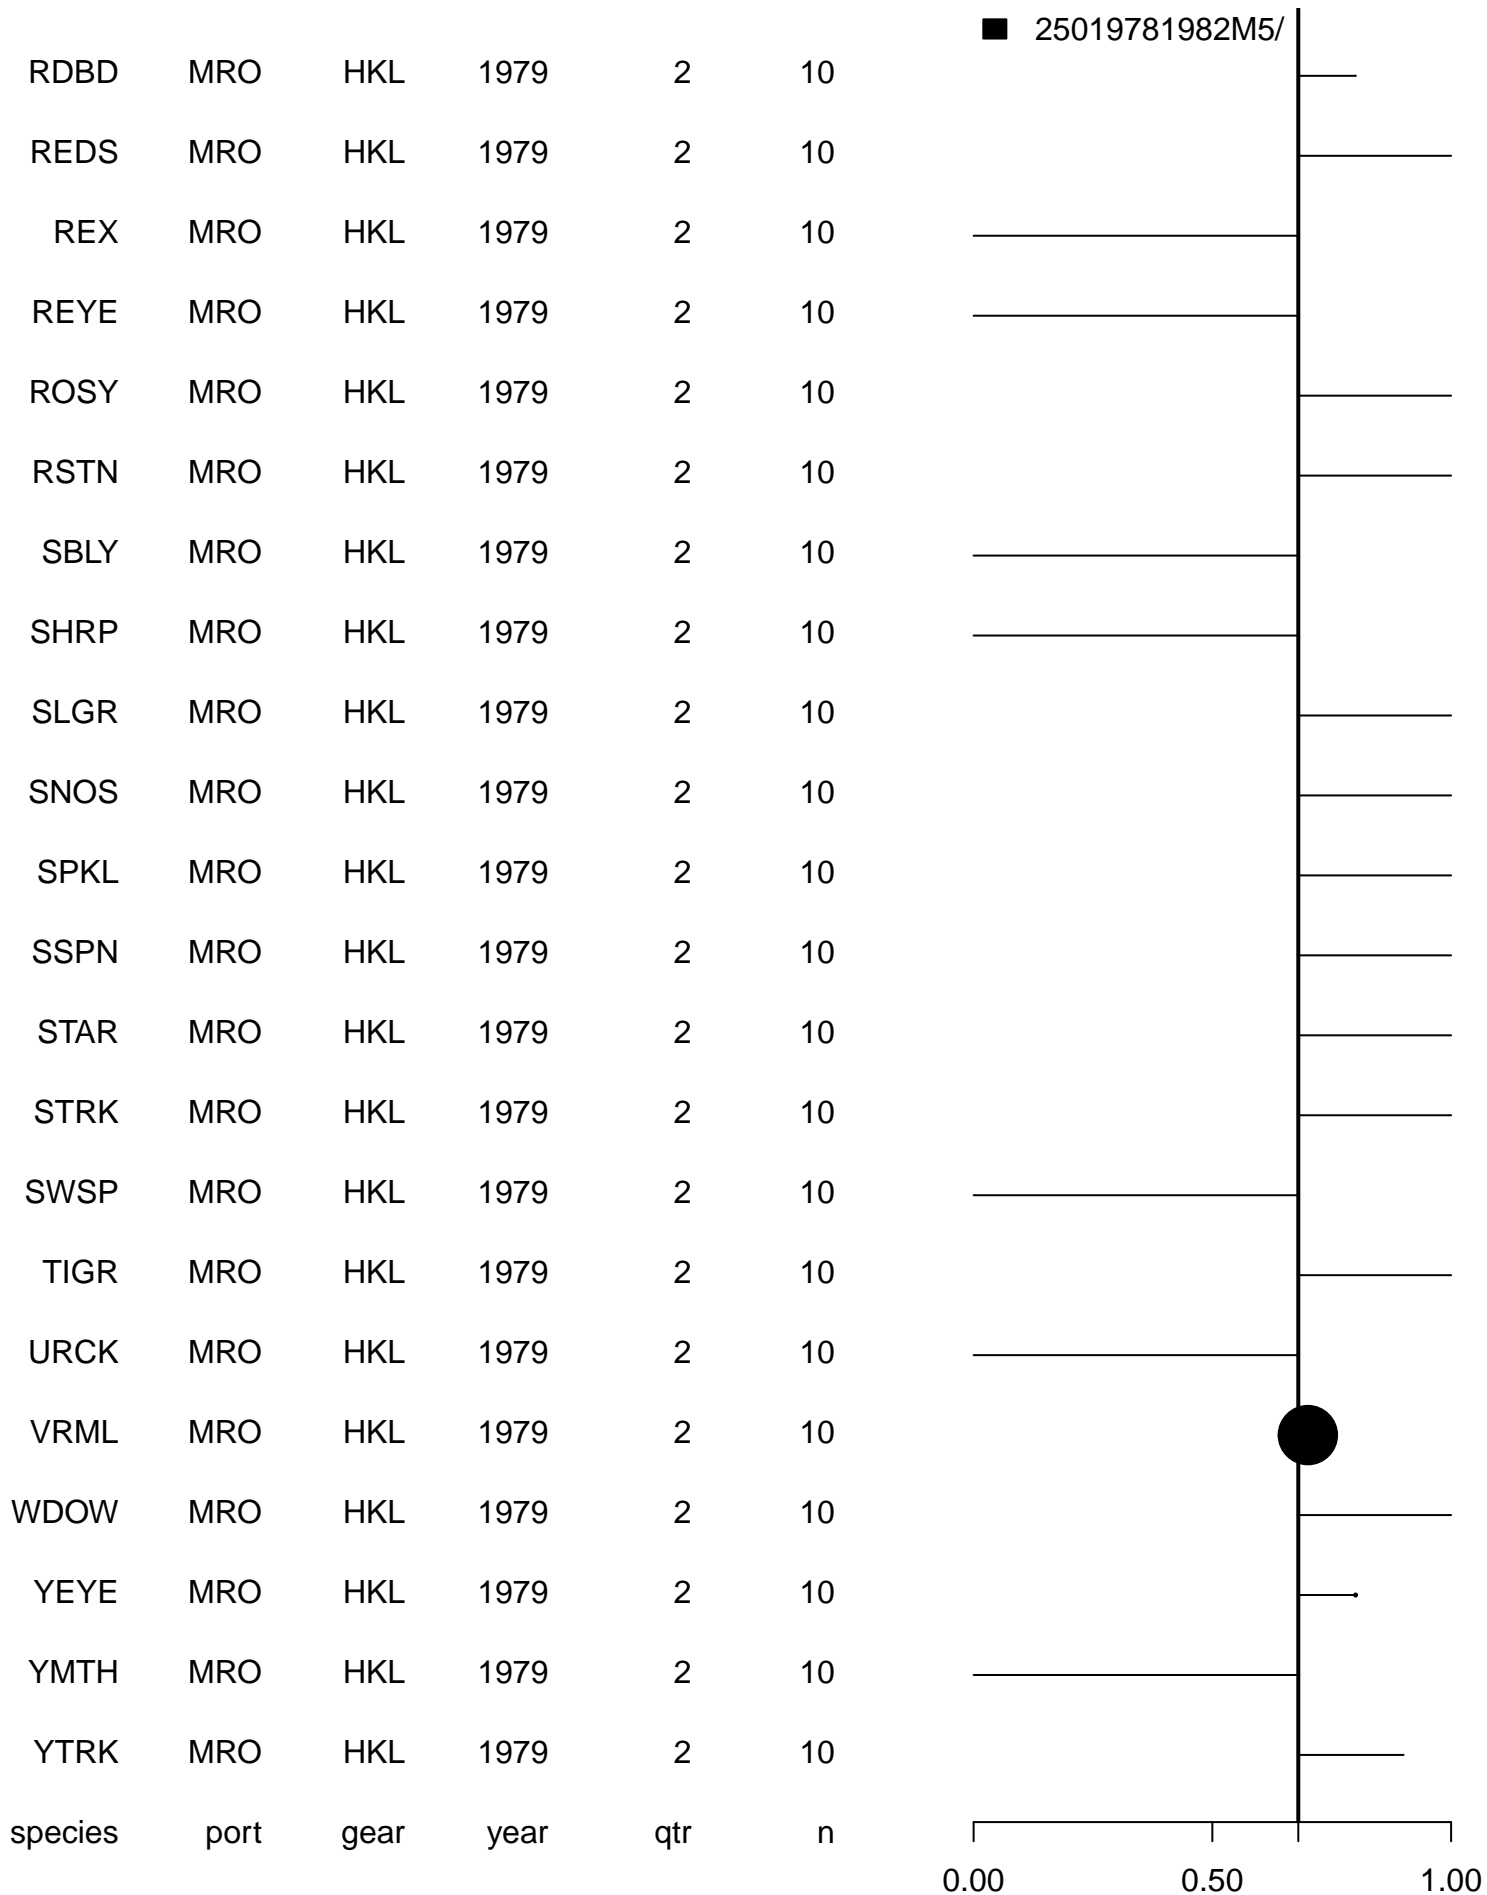 25019781982M5/
RDBD MRO HKL 1979 2 10
REDS MRO HKL 1979 2 10
REX MRO HKL 1979 2 10
REYE MRO HKL 1979 2 10
ROSY MRO HKL 1979 2 10
RSTN MRO HKL 1979 2 10
SBLY MRO HKL 1979 2 10
SHRP MRO HKL 1979 2 10
SLGR MRO HKL 1979 2 10
SNOS MRO HKL 1979 2 10
SPKL MRO HKL 1979 2 10
SSPN MRO HKL 1979 2 10
STAR MRO HKL 1979 2 10
STRK MRO HKL 1979 2 10
SWSP MRO HKL 1979 2 10
TIGR MRO HKL 1979 2 10
URCK MRO HKL 1979 2 10
VRML MRO HKL 1979 2 10
WDOW MRO HKL 1979 2 10
YEYE MRO HKL 1979 2 10
YMTH MRO HKL 1979 2 10
YTRK MRO HKL 1979 2 10
species port gear year qtr n
0.00 0.50 1.00